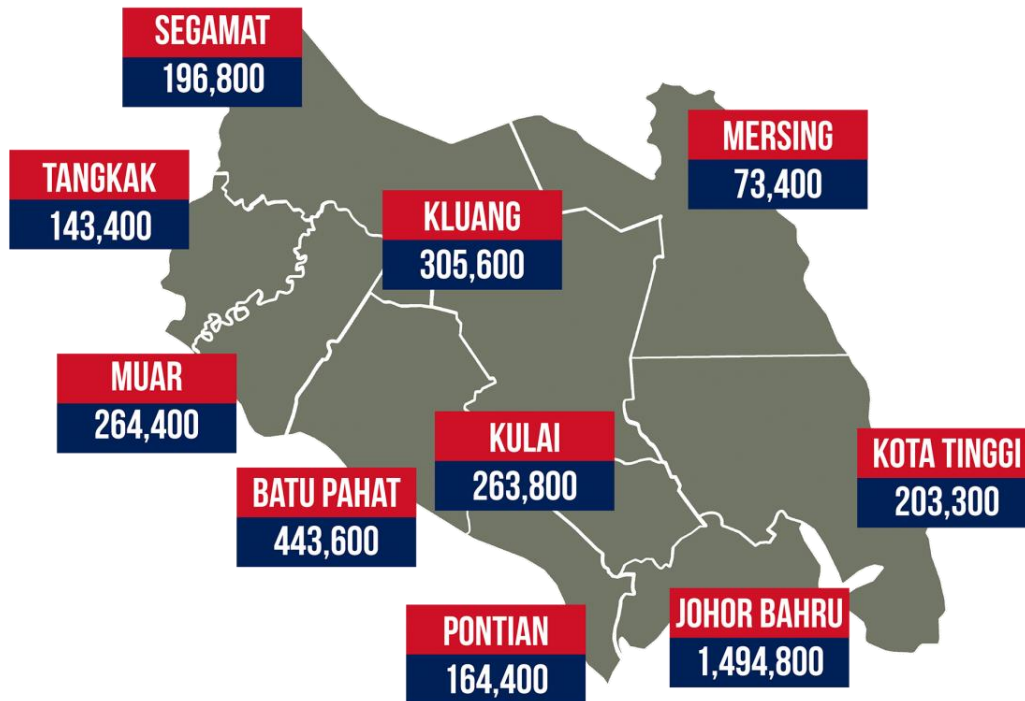 SEGAMAT
196,800
MERSING
73,400
TANGKAK
143,400
KLUANG
305,600
MUAR
264,400
KULAI
263,800
KOTA TINGGI
203,300
BATU PAHAT
443,600
JOHOR BAHRU
1,494,800
PONTIAN
164,400